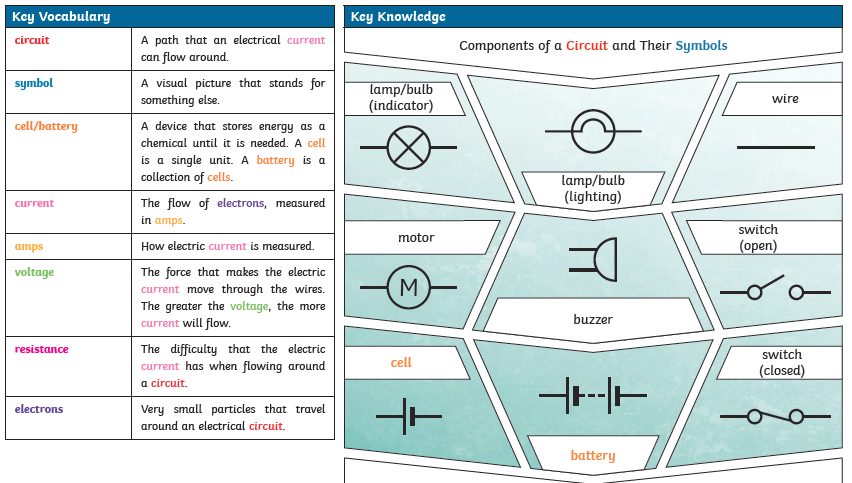 Key Vocabulary
circuit
A path that an electrical current
can flow around.
symbol
A visual picture that stands for
something else.
cell/battery
A device that stores energy as a
chemical until it is needed. A cell
is a single unit. A battery is a
collection of cells.
current
The flow of electrons, measured
in amps.
amps
How electric current is measured.
voltage
The force that makes the electric
current move through the wires.
The greater the voltage, the more
current will flow.
resistance
The difficulty that the electric
current has when flowing around
a circuit.
electrons
Very small particles that travel
around an electrical circuit.
Key Knowledge
Components of a Circuit and Their Symbols
lamp/bulb
(indicator)
lamp/bulb
(lighting)
wire
motor
M
buzzer
switch
(open)
cell
battery
switch
(closed)